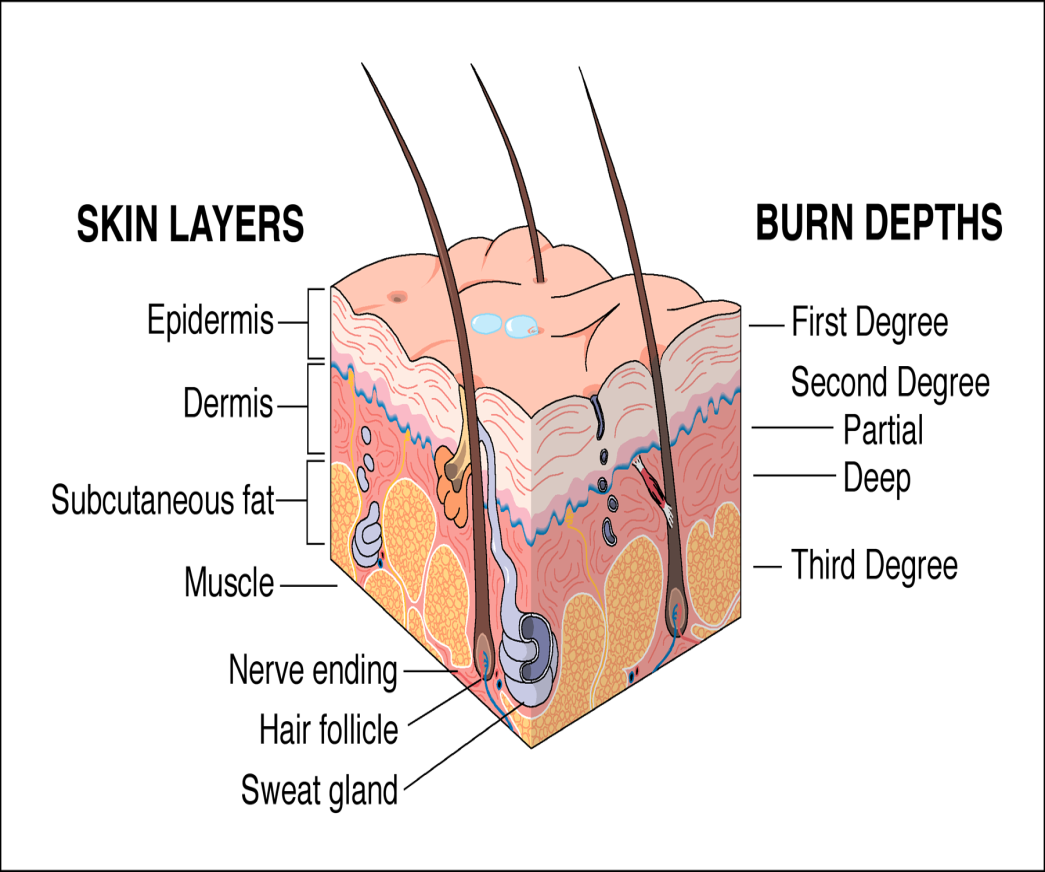 SKIN LAYERS
Epidermis
Dermis
Subcutaneous fat
Muscle
Nerve ending
Hair follicle
Sweat gland
BURN DEPTHS
First Degree
Second Degree
Partial
Deep
Third Degree